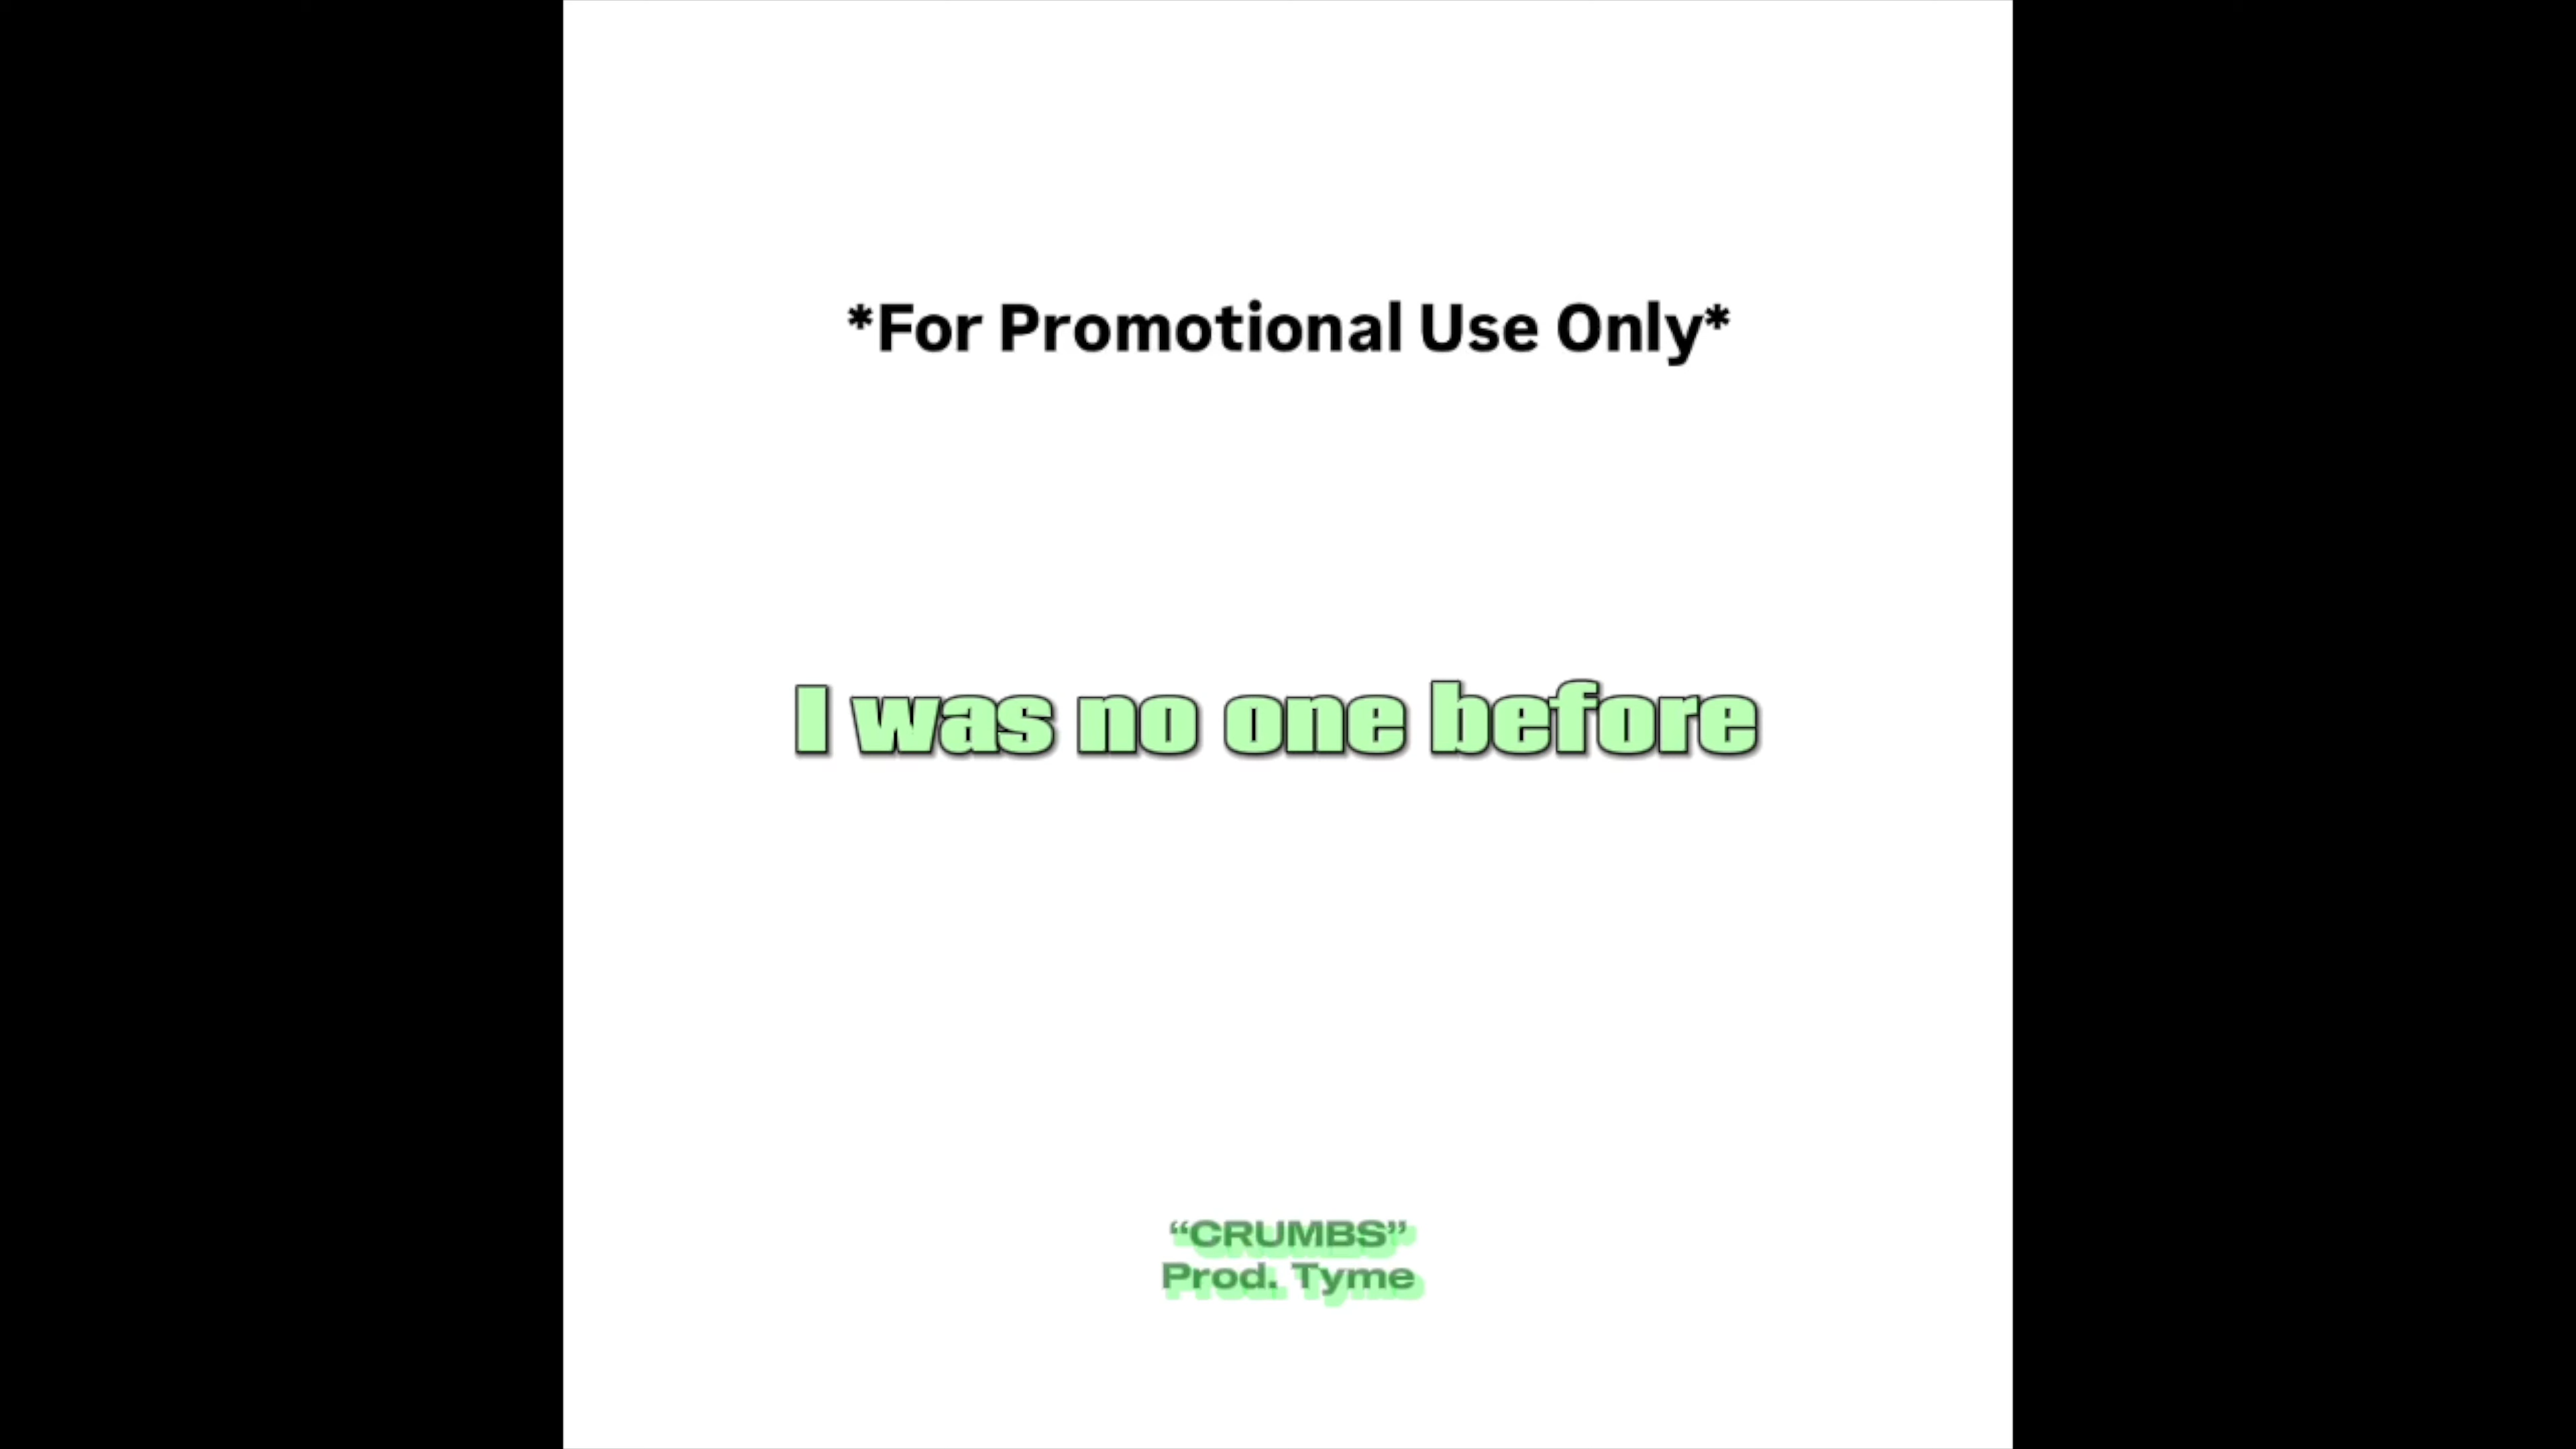 *For Promotional Use Only*
I was no one before
“CRUMBS”
Prod. Tyme